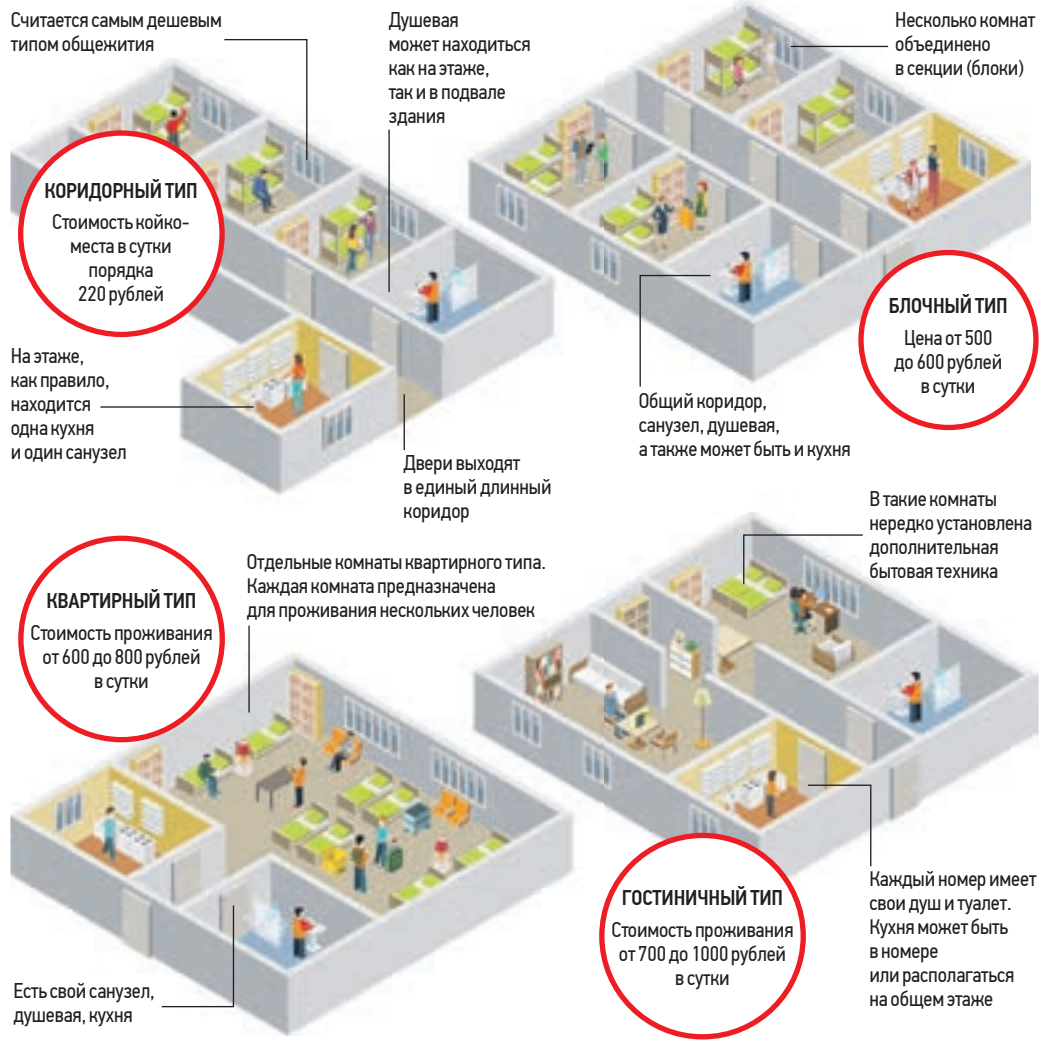 Считается самым дешевым
типом общежития
Душевая
может находиться
как на этаже,
так и в подвале
здания
КОРИДОРНЫЙ ТИП
Стоимость койко-
места в сутки
порядка
220 рублей
На этаже,
как правило,
находится
одна кухня
и один санузел
Двери выходят
в единый длинный
коридор
Несколько комнат
объединено
в секции (блоки)
БЛОЧНЫЙ ТИП
Цена от 500
до 600 рублей
в сутки
Общий коридор,
санузел, душевая,
а также может быть и кухня
КВАРТИРНЫЙ ТИП
Стоимость проживания
от 600 до 800 рублей
в сутки
Отдельные комнаты квартирного типа.
Каждая комната предназначена
для проживания нескольких человек
Есть свой санузел,
душевая, кухня
В такие комнаты
нередко установлена
дополнительная
бытовая техника
ГОСТИНИЧНЫЙ ТИП
Стоимость проживания
от 700 до 1000 рублей
в сутки
Каждый номер имеет
свои душ и туалет.
Кухня может быть
в номере
или располагаться
на общем этаже